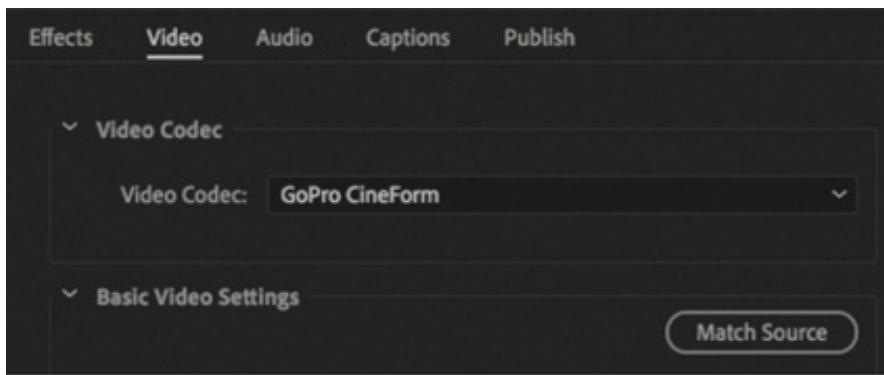 Effects Video Audio Captions Publish
Video Codec
Video Codec: GoPro CineForm
Basic Video Settings
Match Source